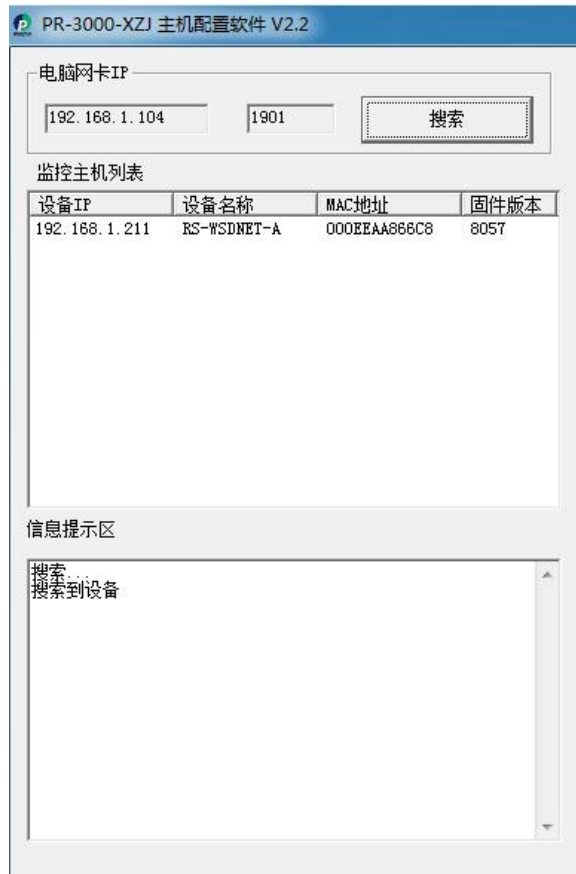 PR-3000-XZJ 主机配置软件 V2.2
电脑网卡IP
192.168.1.104 1901 搜索
监控主机列表
设备IP 设备名称 MAC地址 固件版本
192.168.1.211 RS-WSDNET-A 000EEAA866C8 8057
信息提示区
搜索...
搜索到设备